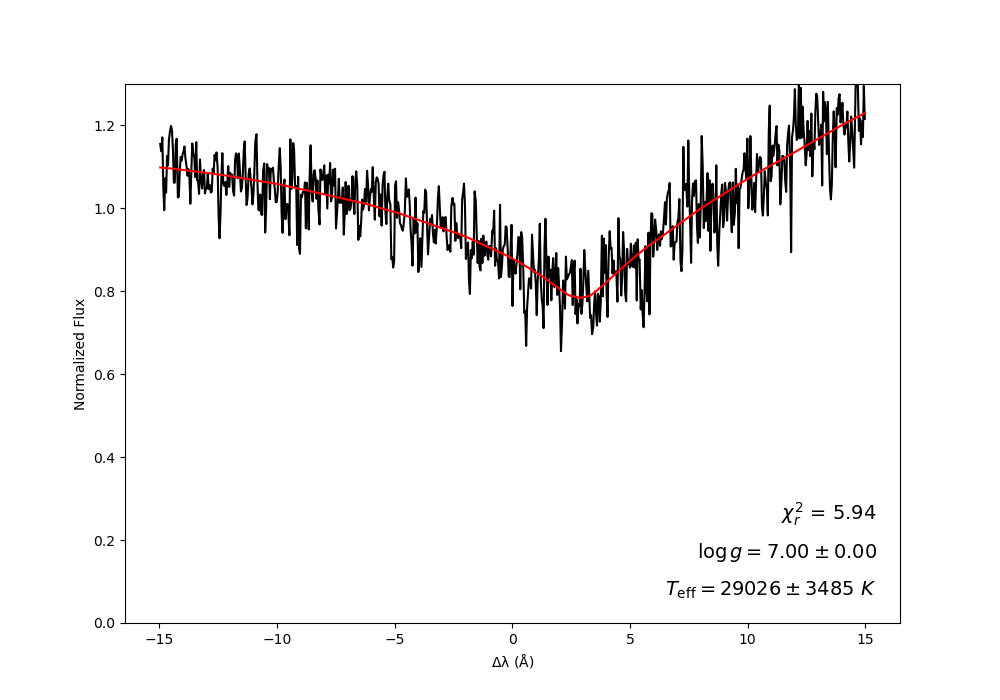 1.2
1.0
0.8
0.6
0.4
0.2
0.0
Normalized Flux
χ²ᵣ = 5.94
log g = 7.00 ± 0.00
T_eff = 29026 ± 3485 K
−15 −10 −5 0 5 10 15
Δλ (Å)